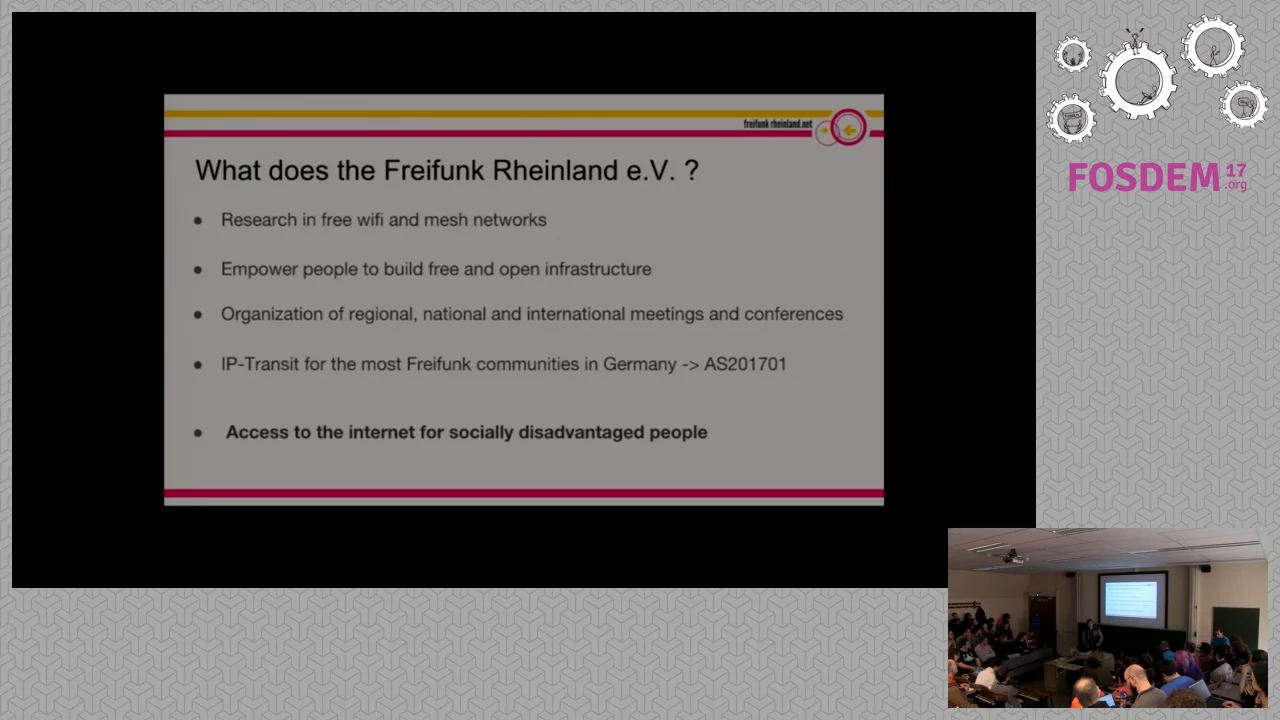 freifunk rheinland.net
What does the Freifunk Rheinland e.V. ?
Research in free wifi and mesh networks
Empower people to build free and open infrastructure
Organization of regional, national and international meetings and conferences
IP-Transit for the most Freifunk communities in Germany -> AS201701
Access to the internet for socially disadvantaged people
FOSDEM 17
.org